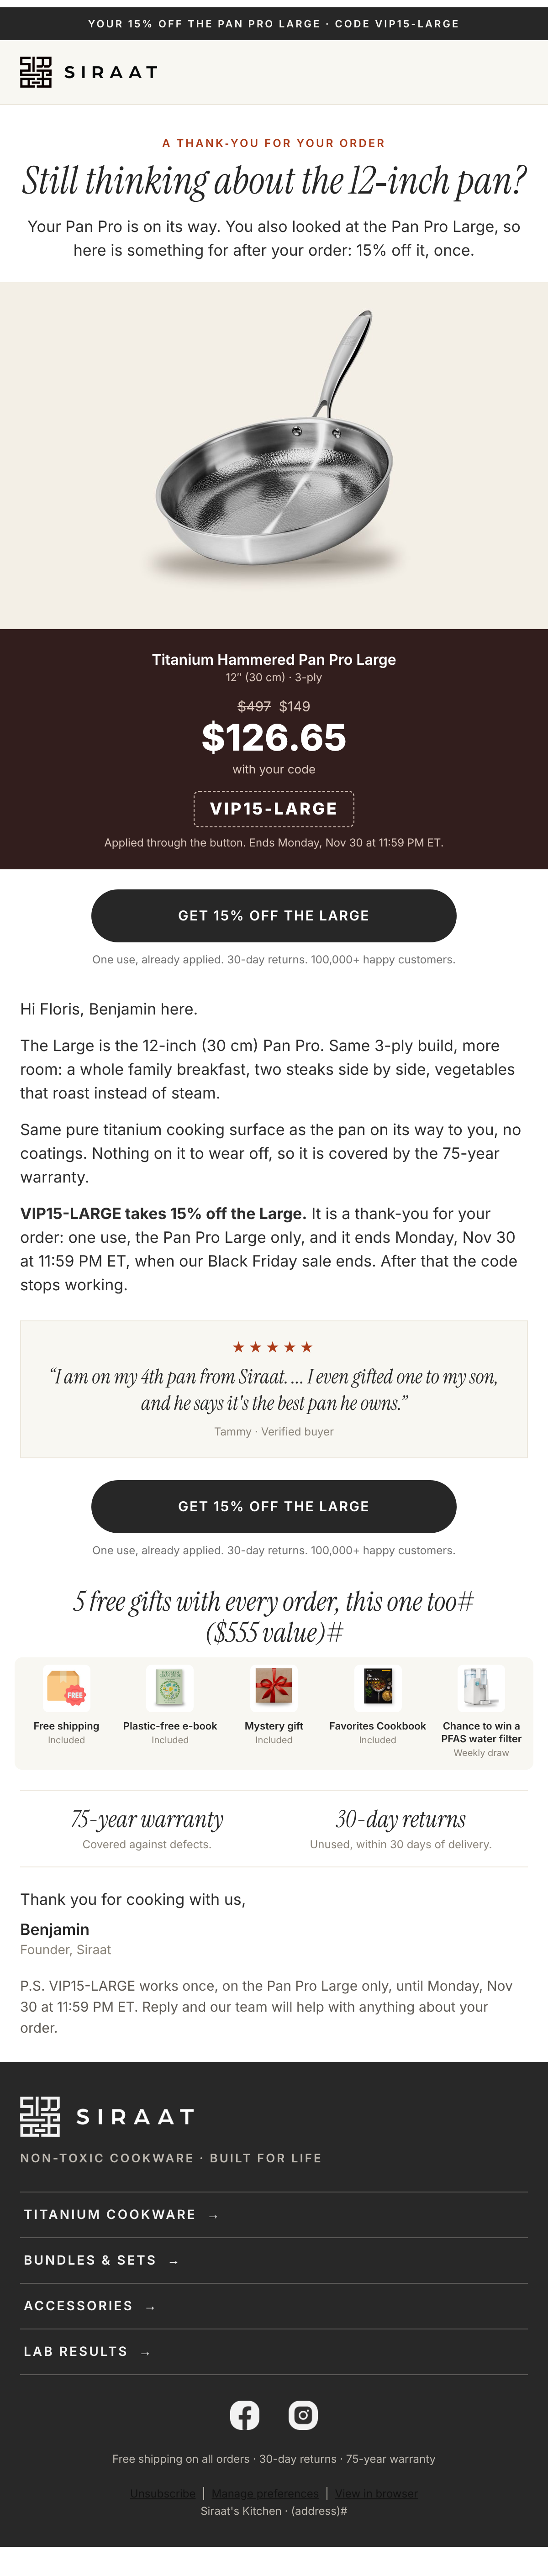 YOUR 15% OFF THE PAN PRO LARGE · CODE VIP15-LARGE
SIRAAT
A THANK-YOU FOR YOUR ORDER
Still thinking about the 12-inch pan?
Your Pan Pro is on its way. You also looked at the Pan Pro Large, so
here is something for after your order: 15% off it, once.
Titanium Hammered Pan Pro Large
12″ (30 cm) · 3-ply
$497 $149
$126.65
with your code
VIP15-LARGE
Applied through the button. Ends Monday, Nov 30 at 11:59 PM ET.
GET 15% OFF THE LARGE
One use, already applied. 30-day returns. 100,000+ happy customers.
Hi Floris, Benjamin here.
The Large is the 12-inch (30 cm) Pan Pro. Same 3-ply build, more
room: a whole family breakfast, two steaks side by side, vegetables
that roast instead of steam.
Same pure titanium cooking surface as the pan on its way to you, no
coatings. Nothing on it to wear off, so it is covered by the 75-year
warranty.
VIP15-LARGE takes 15% off the Large. It is a thank-you for your
order: one use, the Pan Pro Large only, and it ends Monday, Nov 30
at 11:59 PM ET, when our Black Friday sale ends. After that the code
stops working.
★★★★★
“I am on my 4th pan from Siraat. ... I even gifted one to my son,
and he says it's the best pan he owns.”
Tammy · Verified buyer
GET 15% OFF THE LARGE
One use, already applied. 30-day returns. 100,000+ happy customers.
5 free gifts with every order, this one too#
($555 value)#
FREE
Free shipping
Included
Plastic-free e-book
Included
Mystery gift
Included
Favorites Cookbook
Included
Chance to win a
PFAS water filter
Weekly draw
75-year warranty
Covered against defects.
30-day returns
Unused, within 30 days of delivery.
Thank you for cooking with us,
Benjamin
Founder, Siraat
P.S. VIP15-LARGE works once, on the Pan Pro Large only, until Monday, Nov
30 at 11:59 PM ET. Reply and our team will help with anything about your
order.
SIRAAT
NON-TOXIC COOKWARE · BUILT FOR LIFE
TITANIUM COOKWARE →
BUNDLES & SETS →
ACCESSORIES →
LAB RESULTS →
Free shipping on all orders · 30-day returns · 75-year warranty
Unsubscribe | Manage preferences | View in browser
Siraat's Kitchen · (address)#